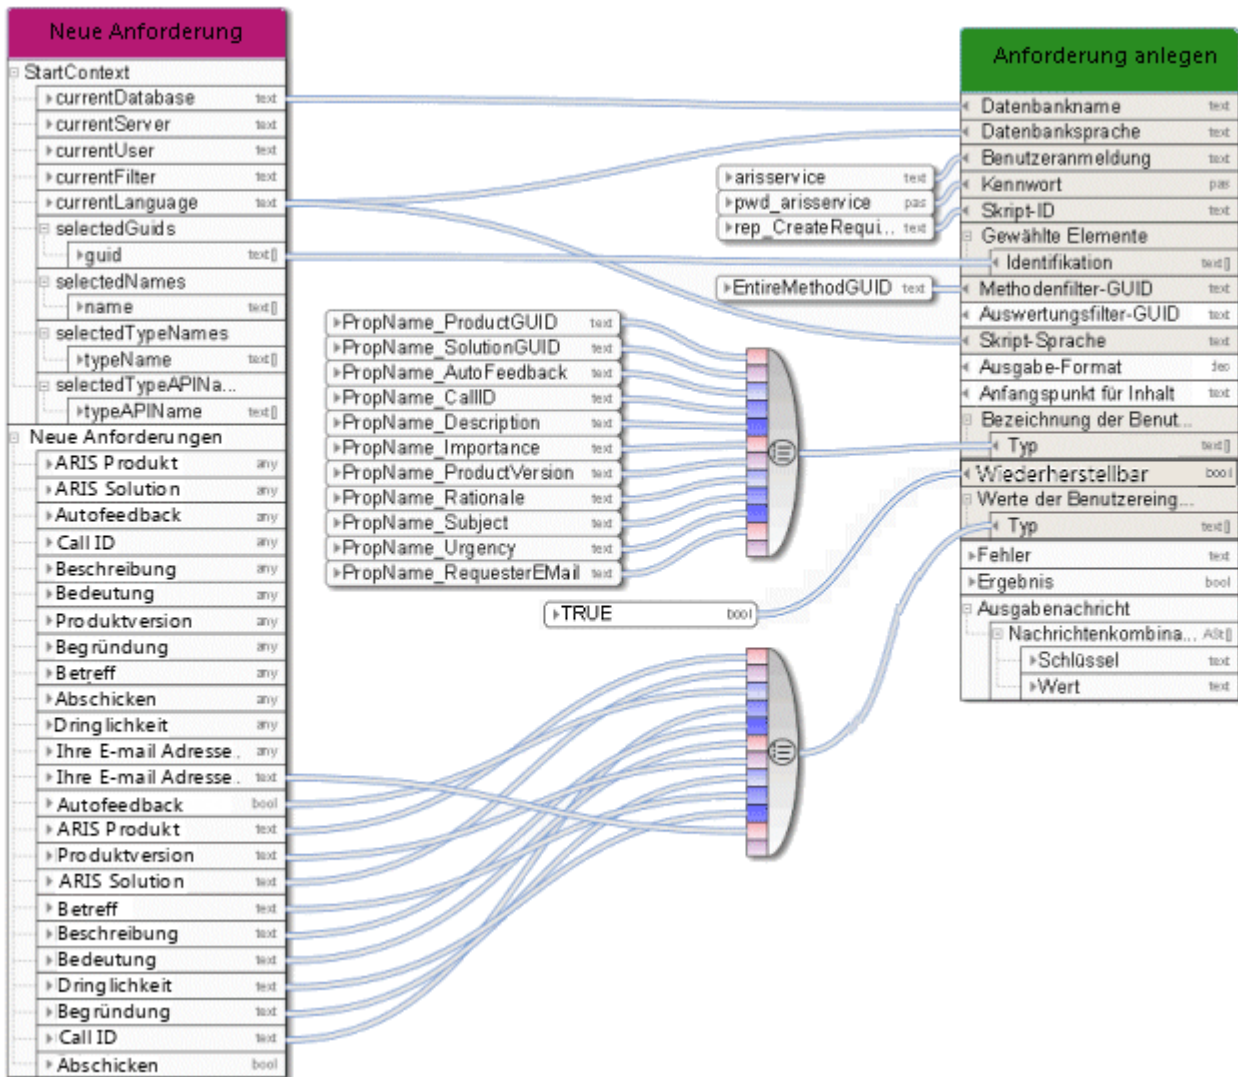 Neue Anforderung
StartContext
currentDatabase text
currentServer text
currentUser text
currentFilter text
currentLanguage text
selectedGuids
guid text[]
selectedNames
name text[]
selectedTypeNames
typeName text[]
selectedTypeAPINa...
typeAPIName text[]
Neue Anforderungen
ARIS Produkt any
ARIS Solution any
Autofeedback any
Call ID any
Beschreibung any
Bedeutung any
Produktversion any
Begründung any
Betreff any
Abschicken any
Dringlichkeit any
Ihre E-mail Adresse. any
Ihre E-mail Adresse. text
Autofeedback bool
ARIS Produkt text
Produktversion text
ARIS Solution text
Betreff text
Beschreibung text
Bedeutung text
Dringlichkeit text
Begründung text
Call ID text
Abschicken bool
arisservice text
pwd_arisservice pas
rep_CreateRequi... text
EntireMethodGUID text
PropName_ProductGUID text
PropName_SolutionGUID text
PropName_AutoFeedback text
PropName_CallID text
PropName_Description text
PropName_Importance text
PropName_ProductVersion text
PropName_Rationale text
PropName_Subject text
PropName_Urgency text
PropName_RequesterEMail text
TRUE bool
Anforderung anlegen
Datenbankname text
Datenbanksprache text
Benutzeranmeldung text
Kennwort pas
Skript-ID text
Gewählte Elemente
Identifikation text[]
Methodenfilter-GUID text
Auswertungsfilter-GUID text
Skript-Sprache text
Ausgabe-Format
Anfangspunkt für Inhalt text
Bezeichnung der Benut...
Typ text[]
Wiederherstellbar bool
Werte der Benutzereing...
Typ text[]
Fehler text
Ergebnis bool
Ausgabenachricht
Nachrichtenkombina...
Schlüssel text
Wert text